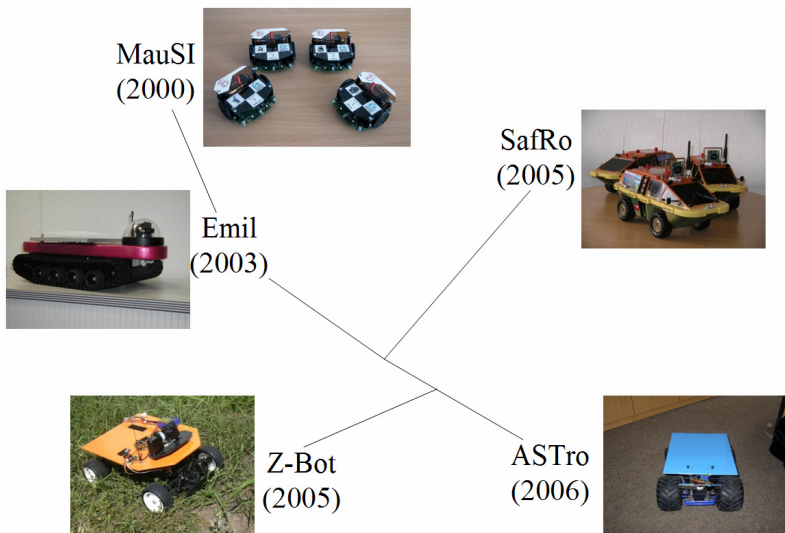 MauSI
(2000)
SafRo
(2005)
Emil
(2003)
Z-Bot
(2005)
ASTro
(2006)